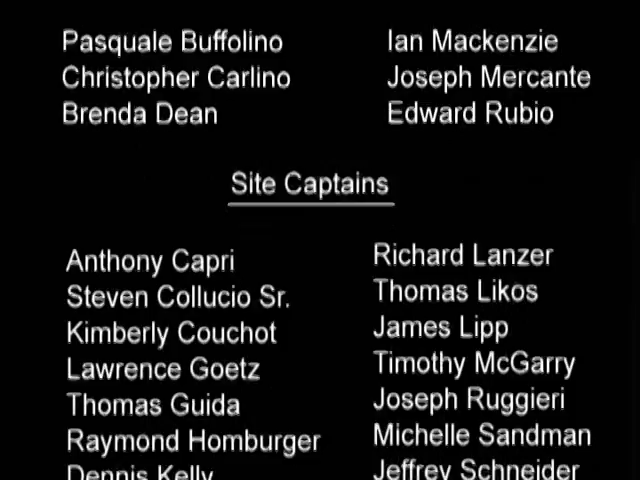 Pasquale Buffolino
Christopher Carlino
Brenda Dean
Ian Mackenzie
Joseph Mercante
Edward Rubio
Site Captains
Anthony Capri
Steven Collucio Sr.
Kimberly Couchot
Lawrence Goetz
Thomas Guida
Raymond Homburger
Dennis Kelly
Richard Lanzer
Thomas Likos
James Lipp
Timothy McGarry
Joseph Ruggieri
Michelle Sandman
Jeffrey Schneider